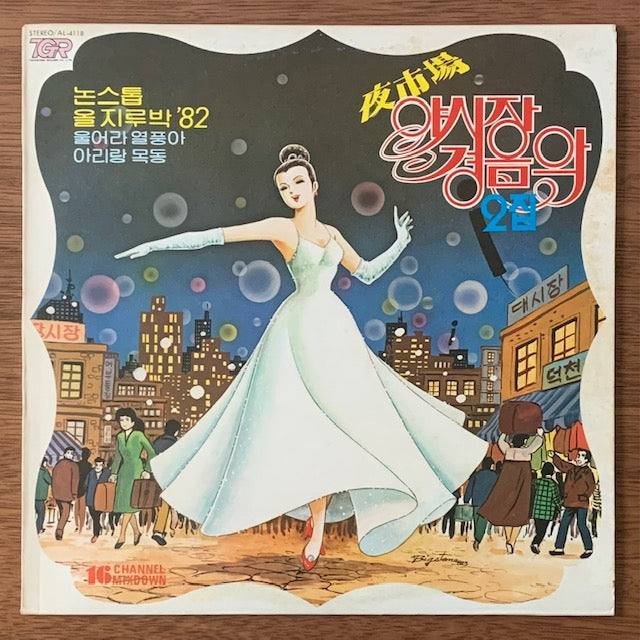 STEREO/AL-4118
TGR
논스톱
올 지루박 '82
울어라 열풍아
아리랑 목동
夜市場
야시장
경음악
2집
시장
대시장
덕천
16 CHANNEL
MIXDOWN